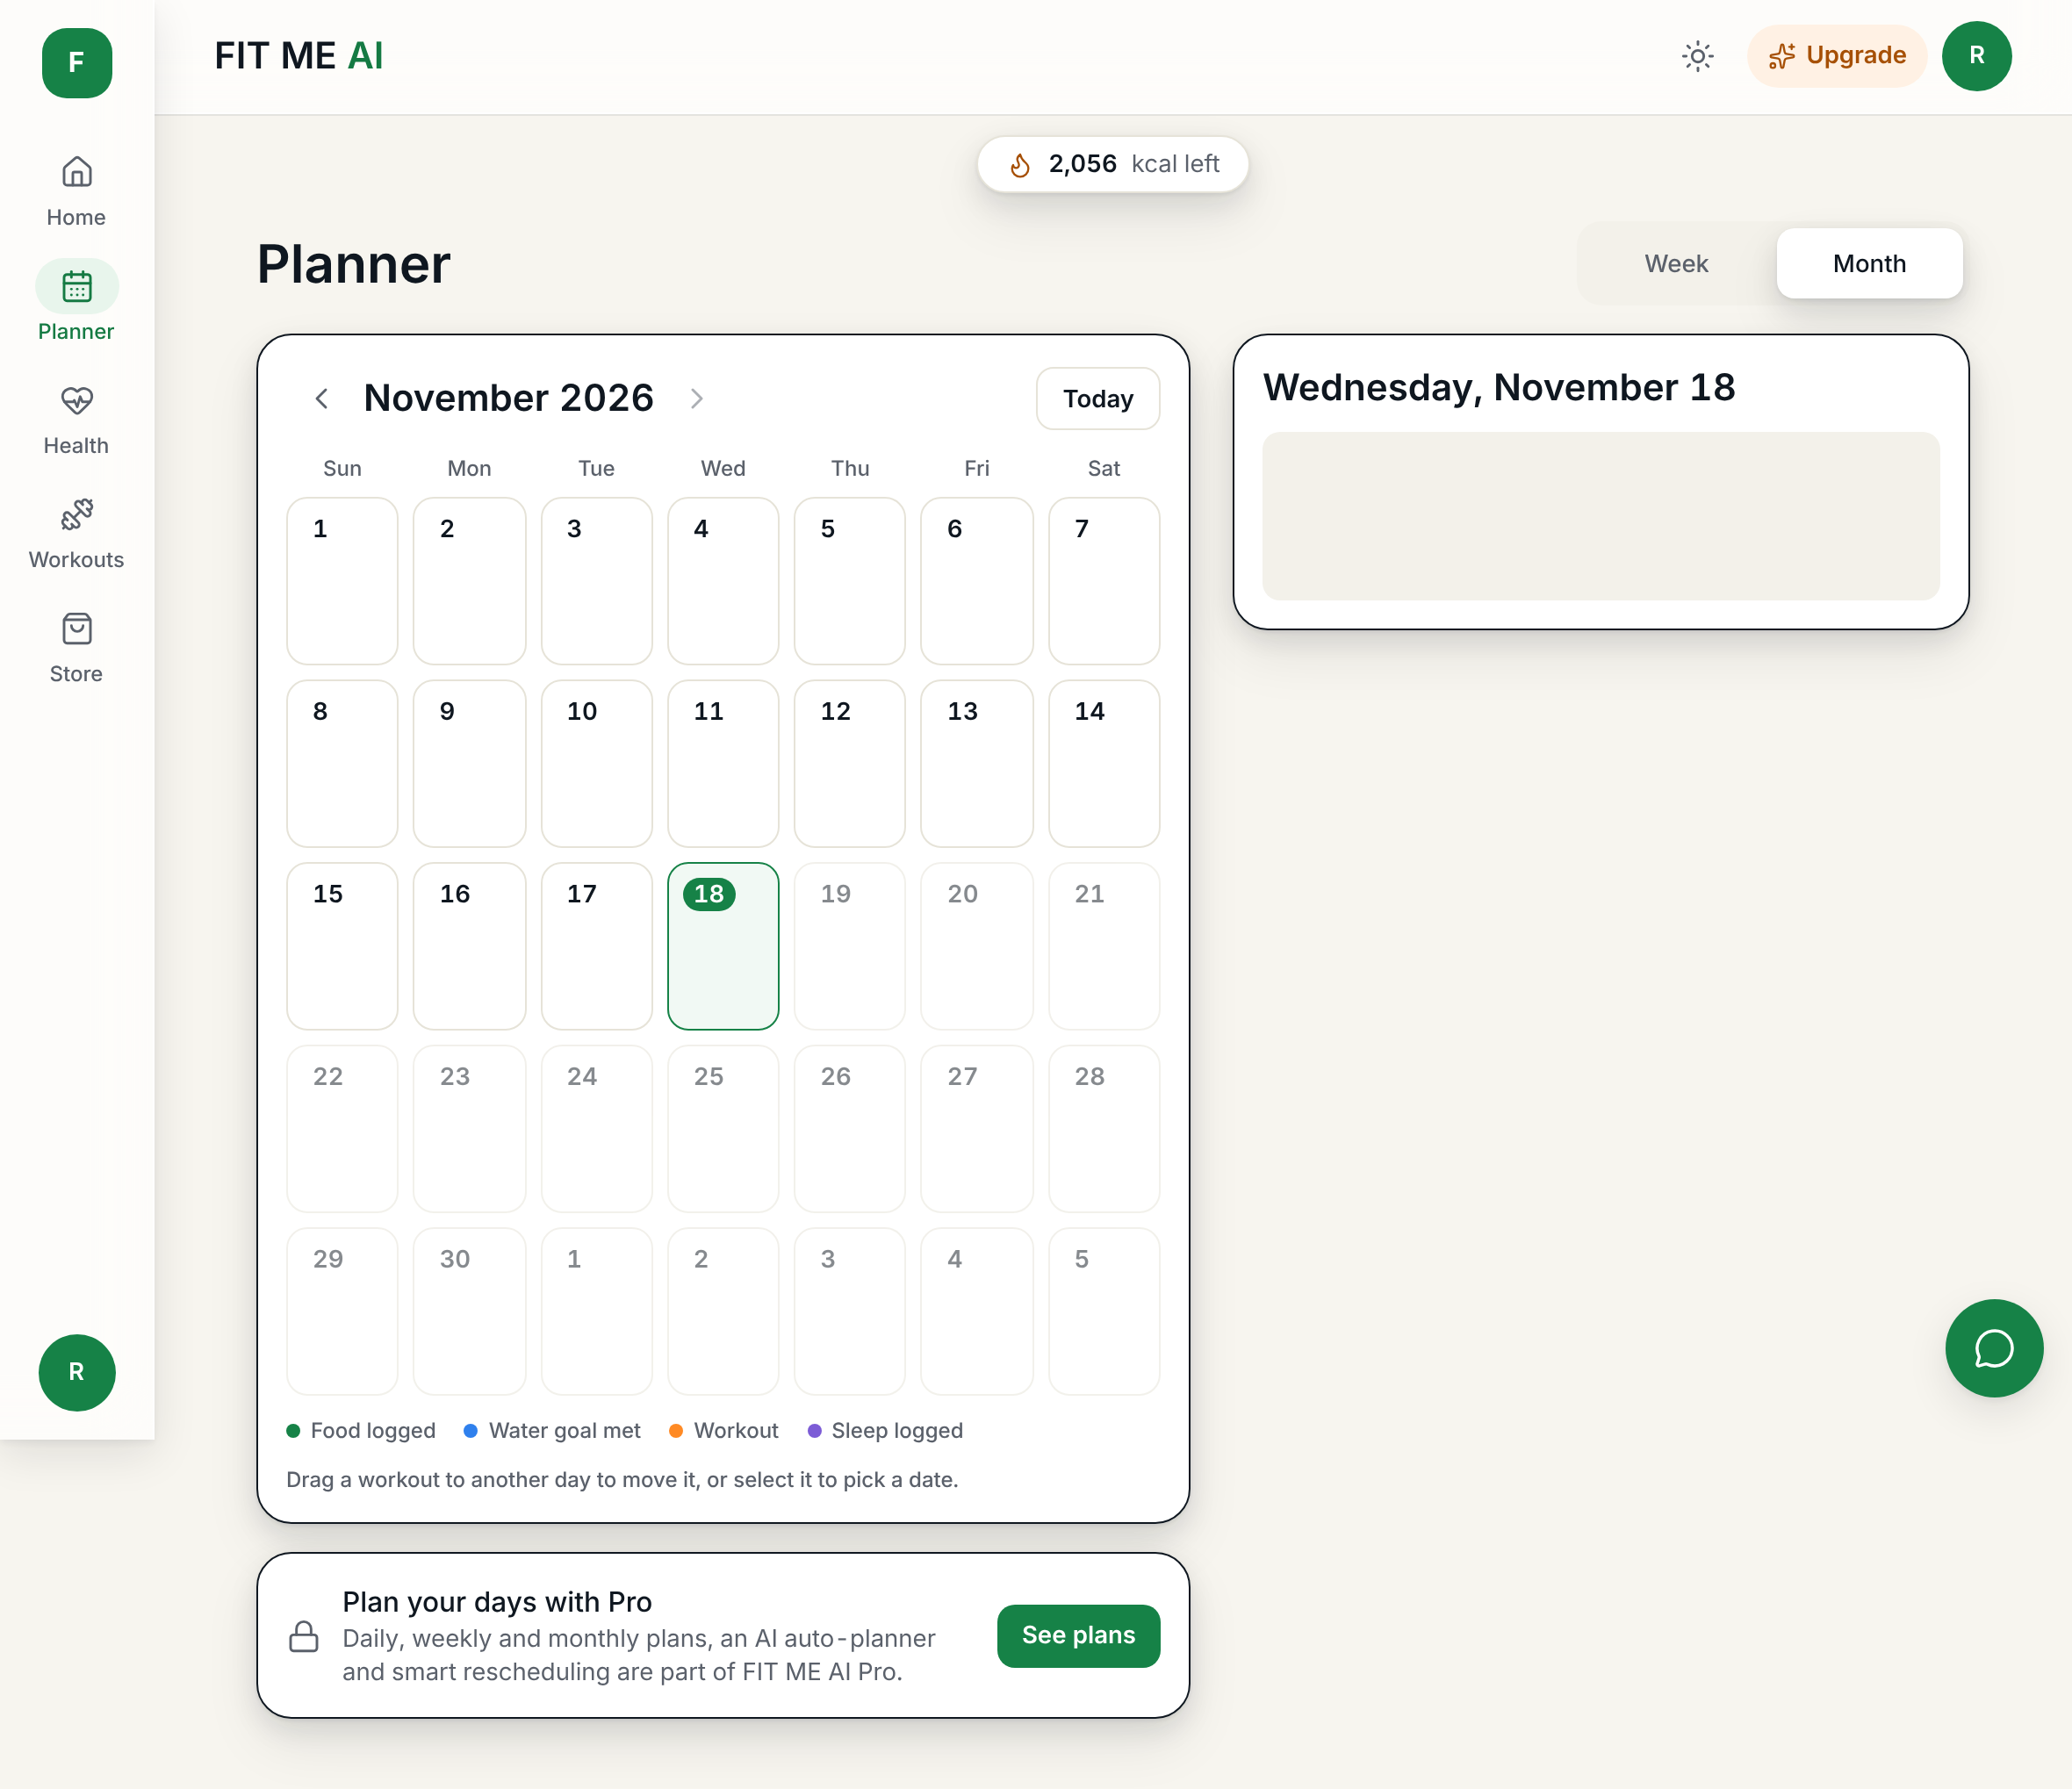 F
FIT ME AI
Upgrade
R
Home
Planner
Health
Workouts
Store
R
2,056 kcal left
Planner
Week
Month
November 2026
Today
Sun Mon Tue Wed Thu Fri Sat
1 2 3 4 5 6 7
8 9 10 11 12 13 14
15 16 17 18 19 20 21
22 23 24 25 26 27 28
29 30 1 2 3 4 5
Food logged Water goal met Workout Sleep logged
Drag a workout to another day to move it, or select it to pick a date.
Wednesday, November 18
Plan your days with Pro
Daily, weekly and monthly plans, an AI auto-planner
and smart rescheduling are part of FIT ME AI Pro.
See plans